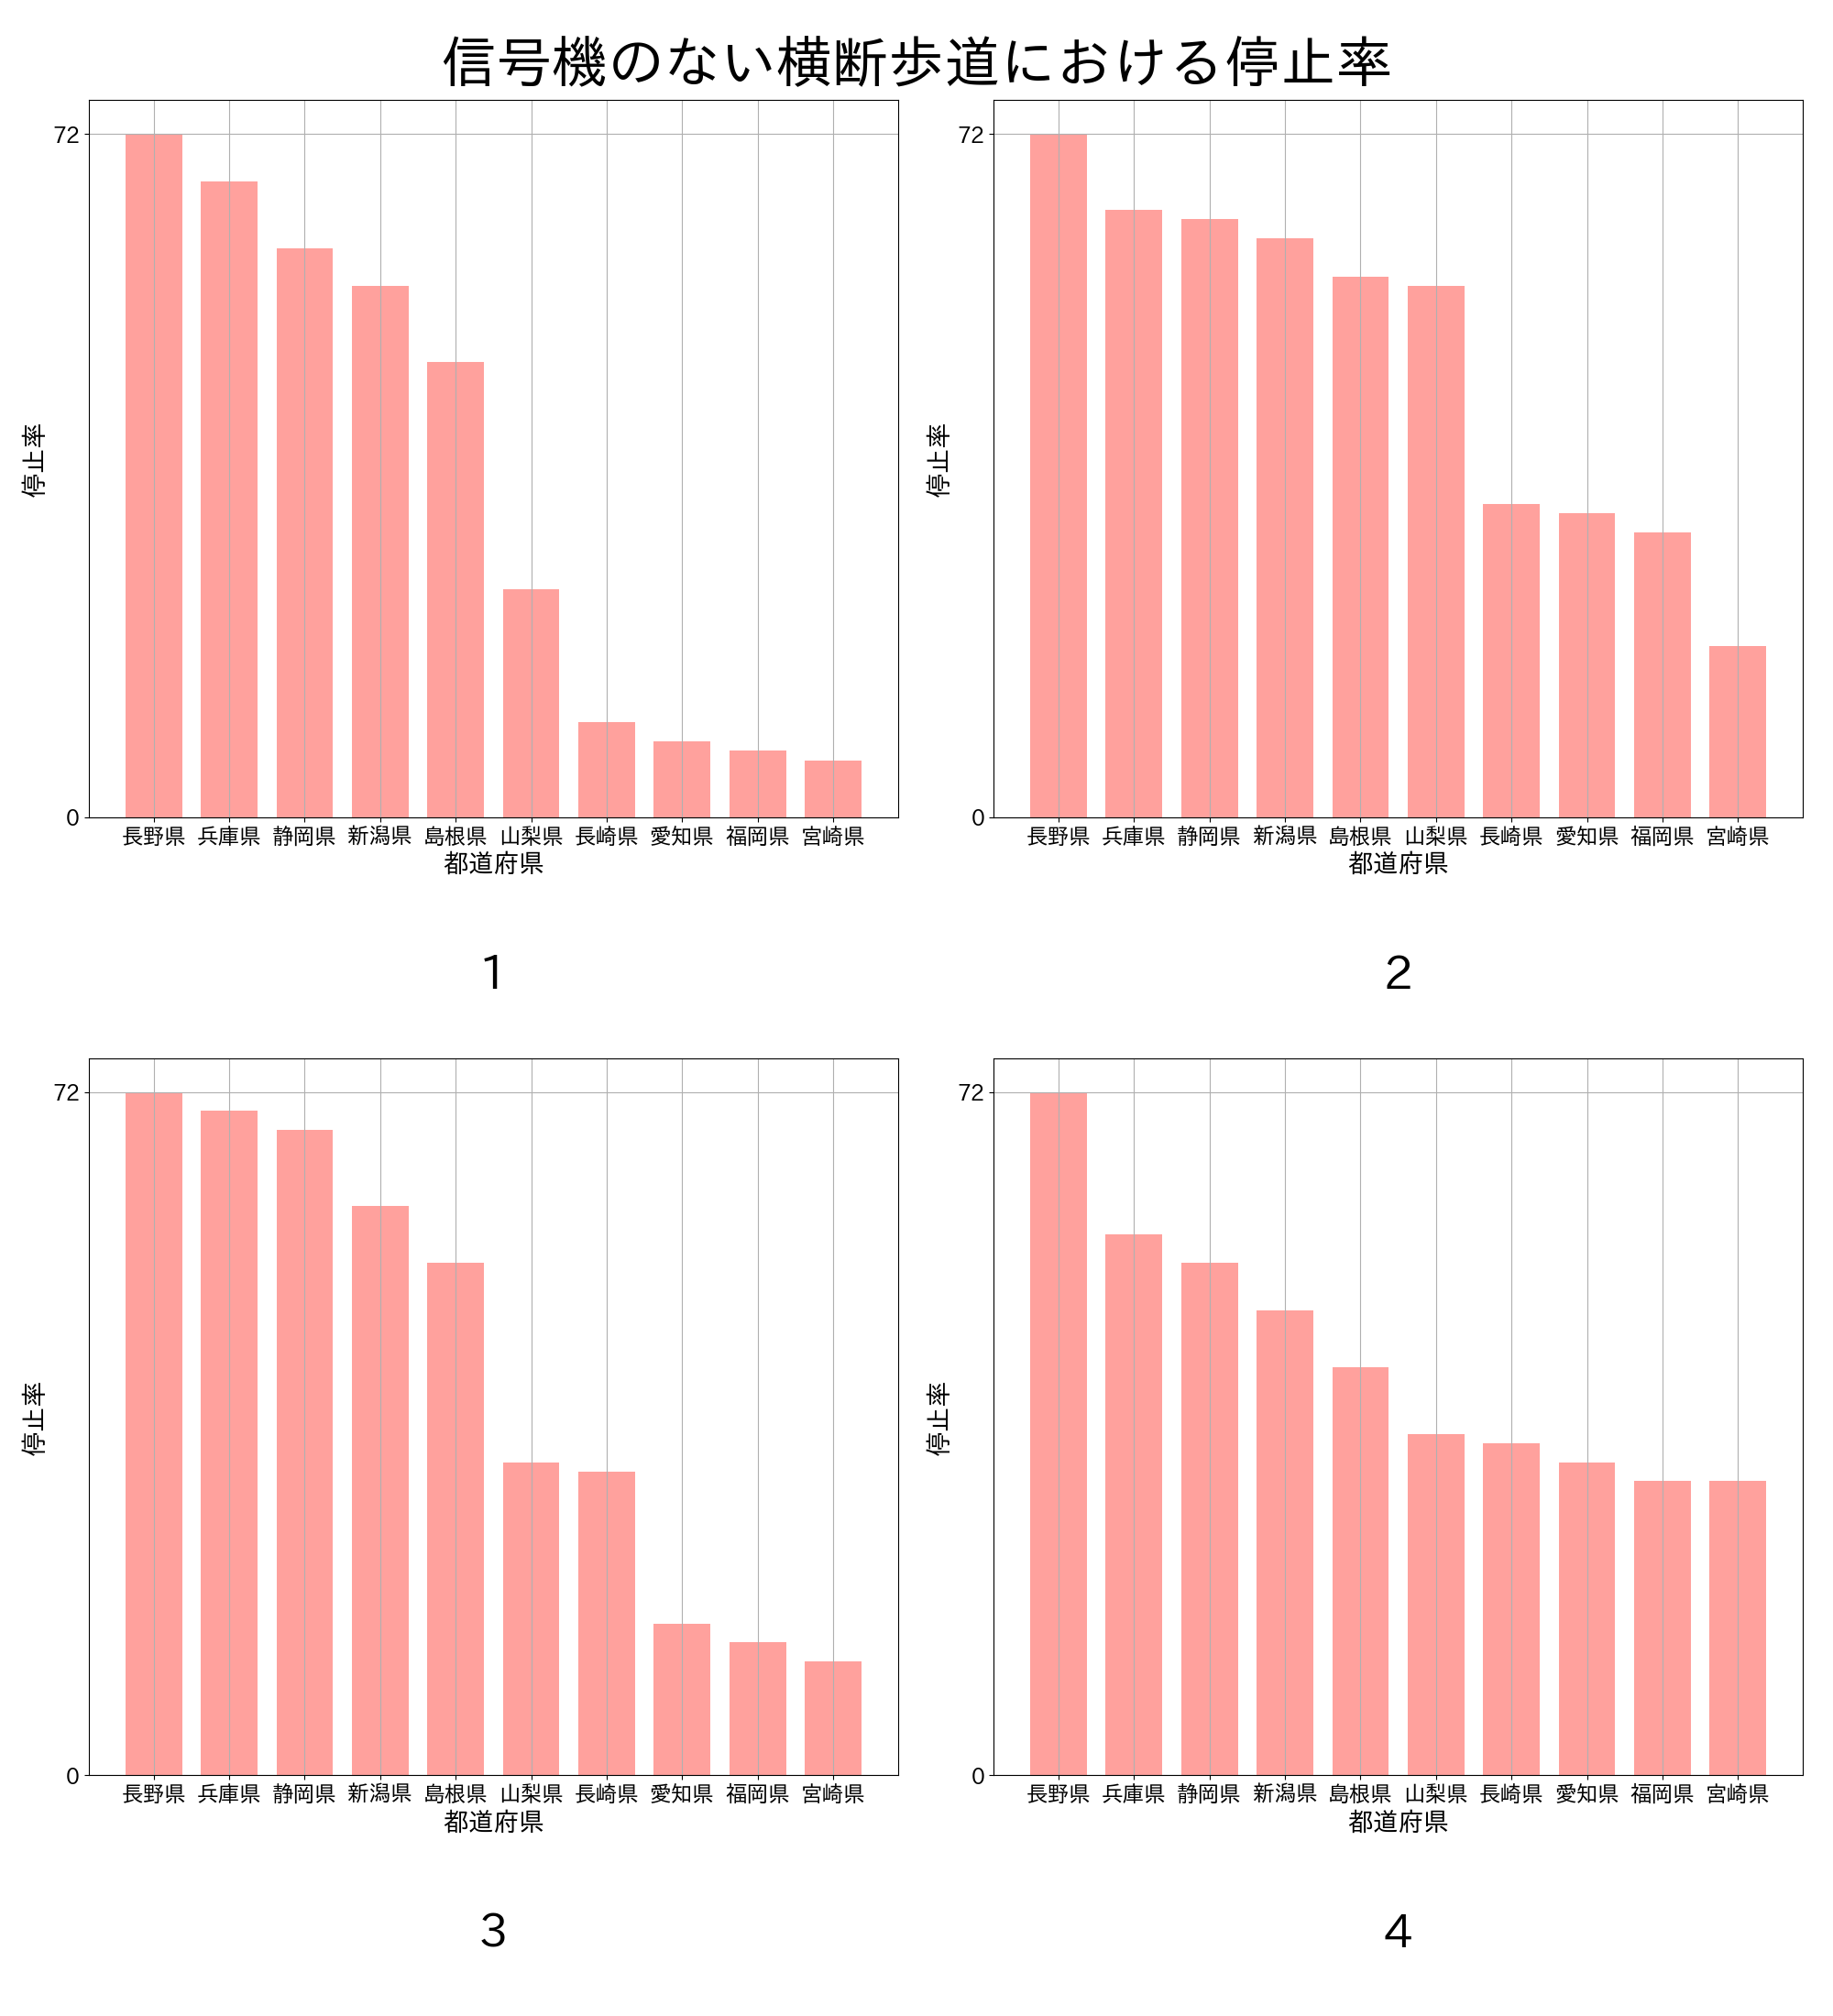 信号機のない横断歩道における停止率
72
0
停止率
長野県 兵庫県 静岡県 新潟県 島根県 山梨県 長崎県 愛知県 福岡県 宮崎県
都道府県
1
72
0
停止率
長野県 兵庫県 静岡県 新潟県 島根県 山梨県 長崎県 愛知県 福岡県 宮崎県
都道府県
2
72
0
停止率
長野県 兵庫県 静岡県 新潟県 島根県 山梨県 長崎県 愛知県 福岡県 宮崎県
都道府県
3
72
0
停止率
長野県 兵庫県 静岡県 新潟県 島根県 山梨県 長崎県 愛知県 福岡県 宮崎県
都道府県
4